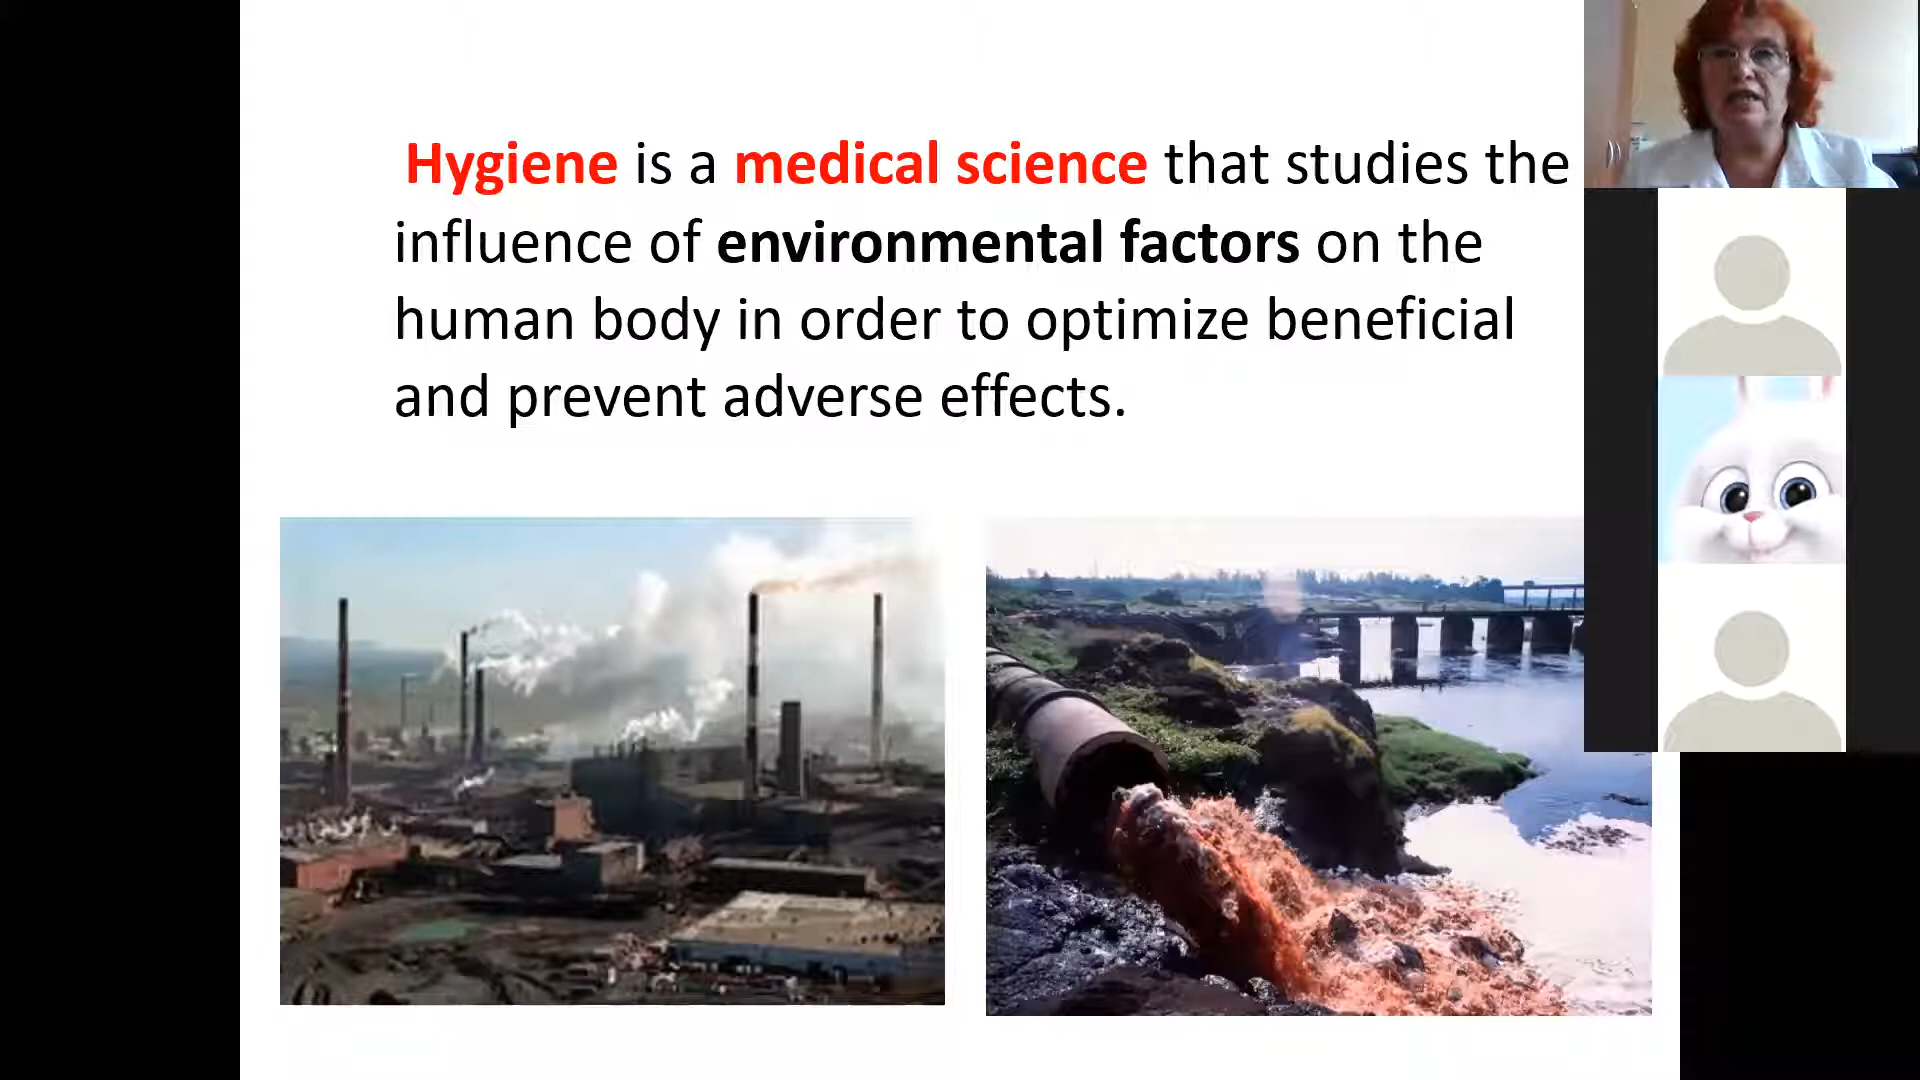 Hygiene is a medical science that studies the
influence of environmental factors on the
human body in order to optimize beneficial
and prevent adverse effects.